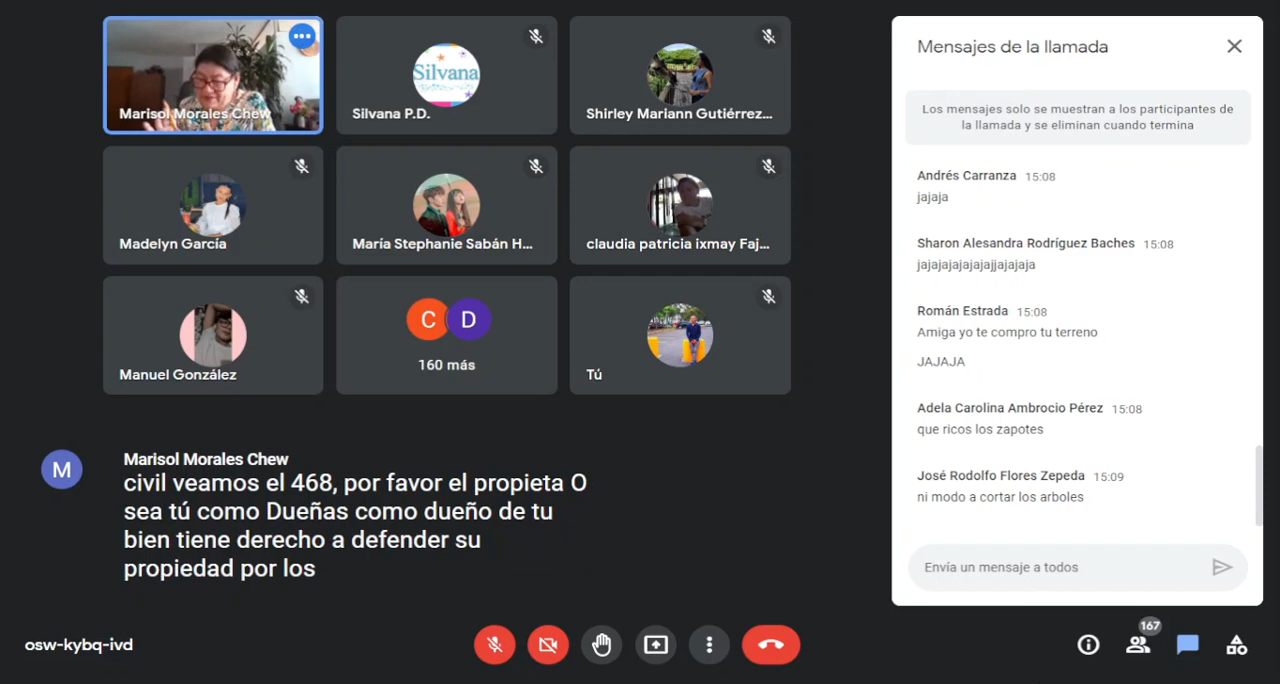 Marisol Morales Chew
Silvana
Silvana P.D.
Shirley Mariann Gutiérrez...
Madelyn García
María Stephanie Sabán H...
claudia patricia ixmay Faj...
Manuel González
C
D
160 más
Tú
M
Marisol Morales Chew
civil veamos el 468, por favor el propieta O
sea tú como Dueñas como dueño de tu
bien tiene derecho a defender su
propiedad por los
osw-kybq-ivd
Mensajes de la llamada
Los mensajes solo se muestran a los participantes de
la llamada y se eliminan cuando termina
Andrés Carranza 15:08
jajaja
Sharon Alesandra Rodríguez Baches 15:08
jajajajajajajjajajaja
Román Estrada 15:08
Amiga yo te compro tu terreno
JAJAJA
Adela Carolina Ambrocio Pérez 15:08
que ricos los zapotes
José Rodolfo Flores Zepeda 15:09
ni modo a cortar los arboles
Envía un mensaje a todos
167